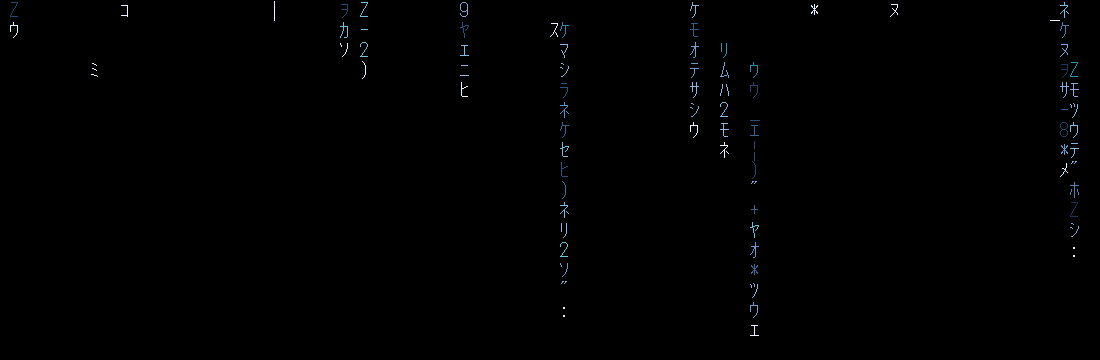 Zウ
ミ
コ
|
ヲカソ
Z-2)
9ヤエニヒ
ス
ケマシラネケセヒ)ネリ2ソ":
ケモオテサシウ
リムハ2モネ
ウウ_エ|)"+ヤオ*ツウエ
*
ヌ
_
ネケヌヲサ-8*メ
Zモツウテ"ホZシ: